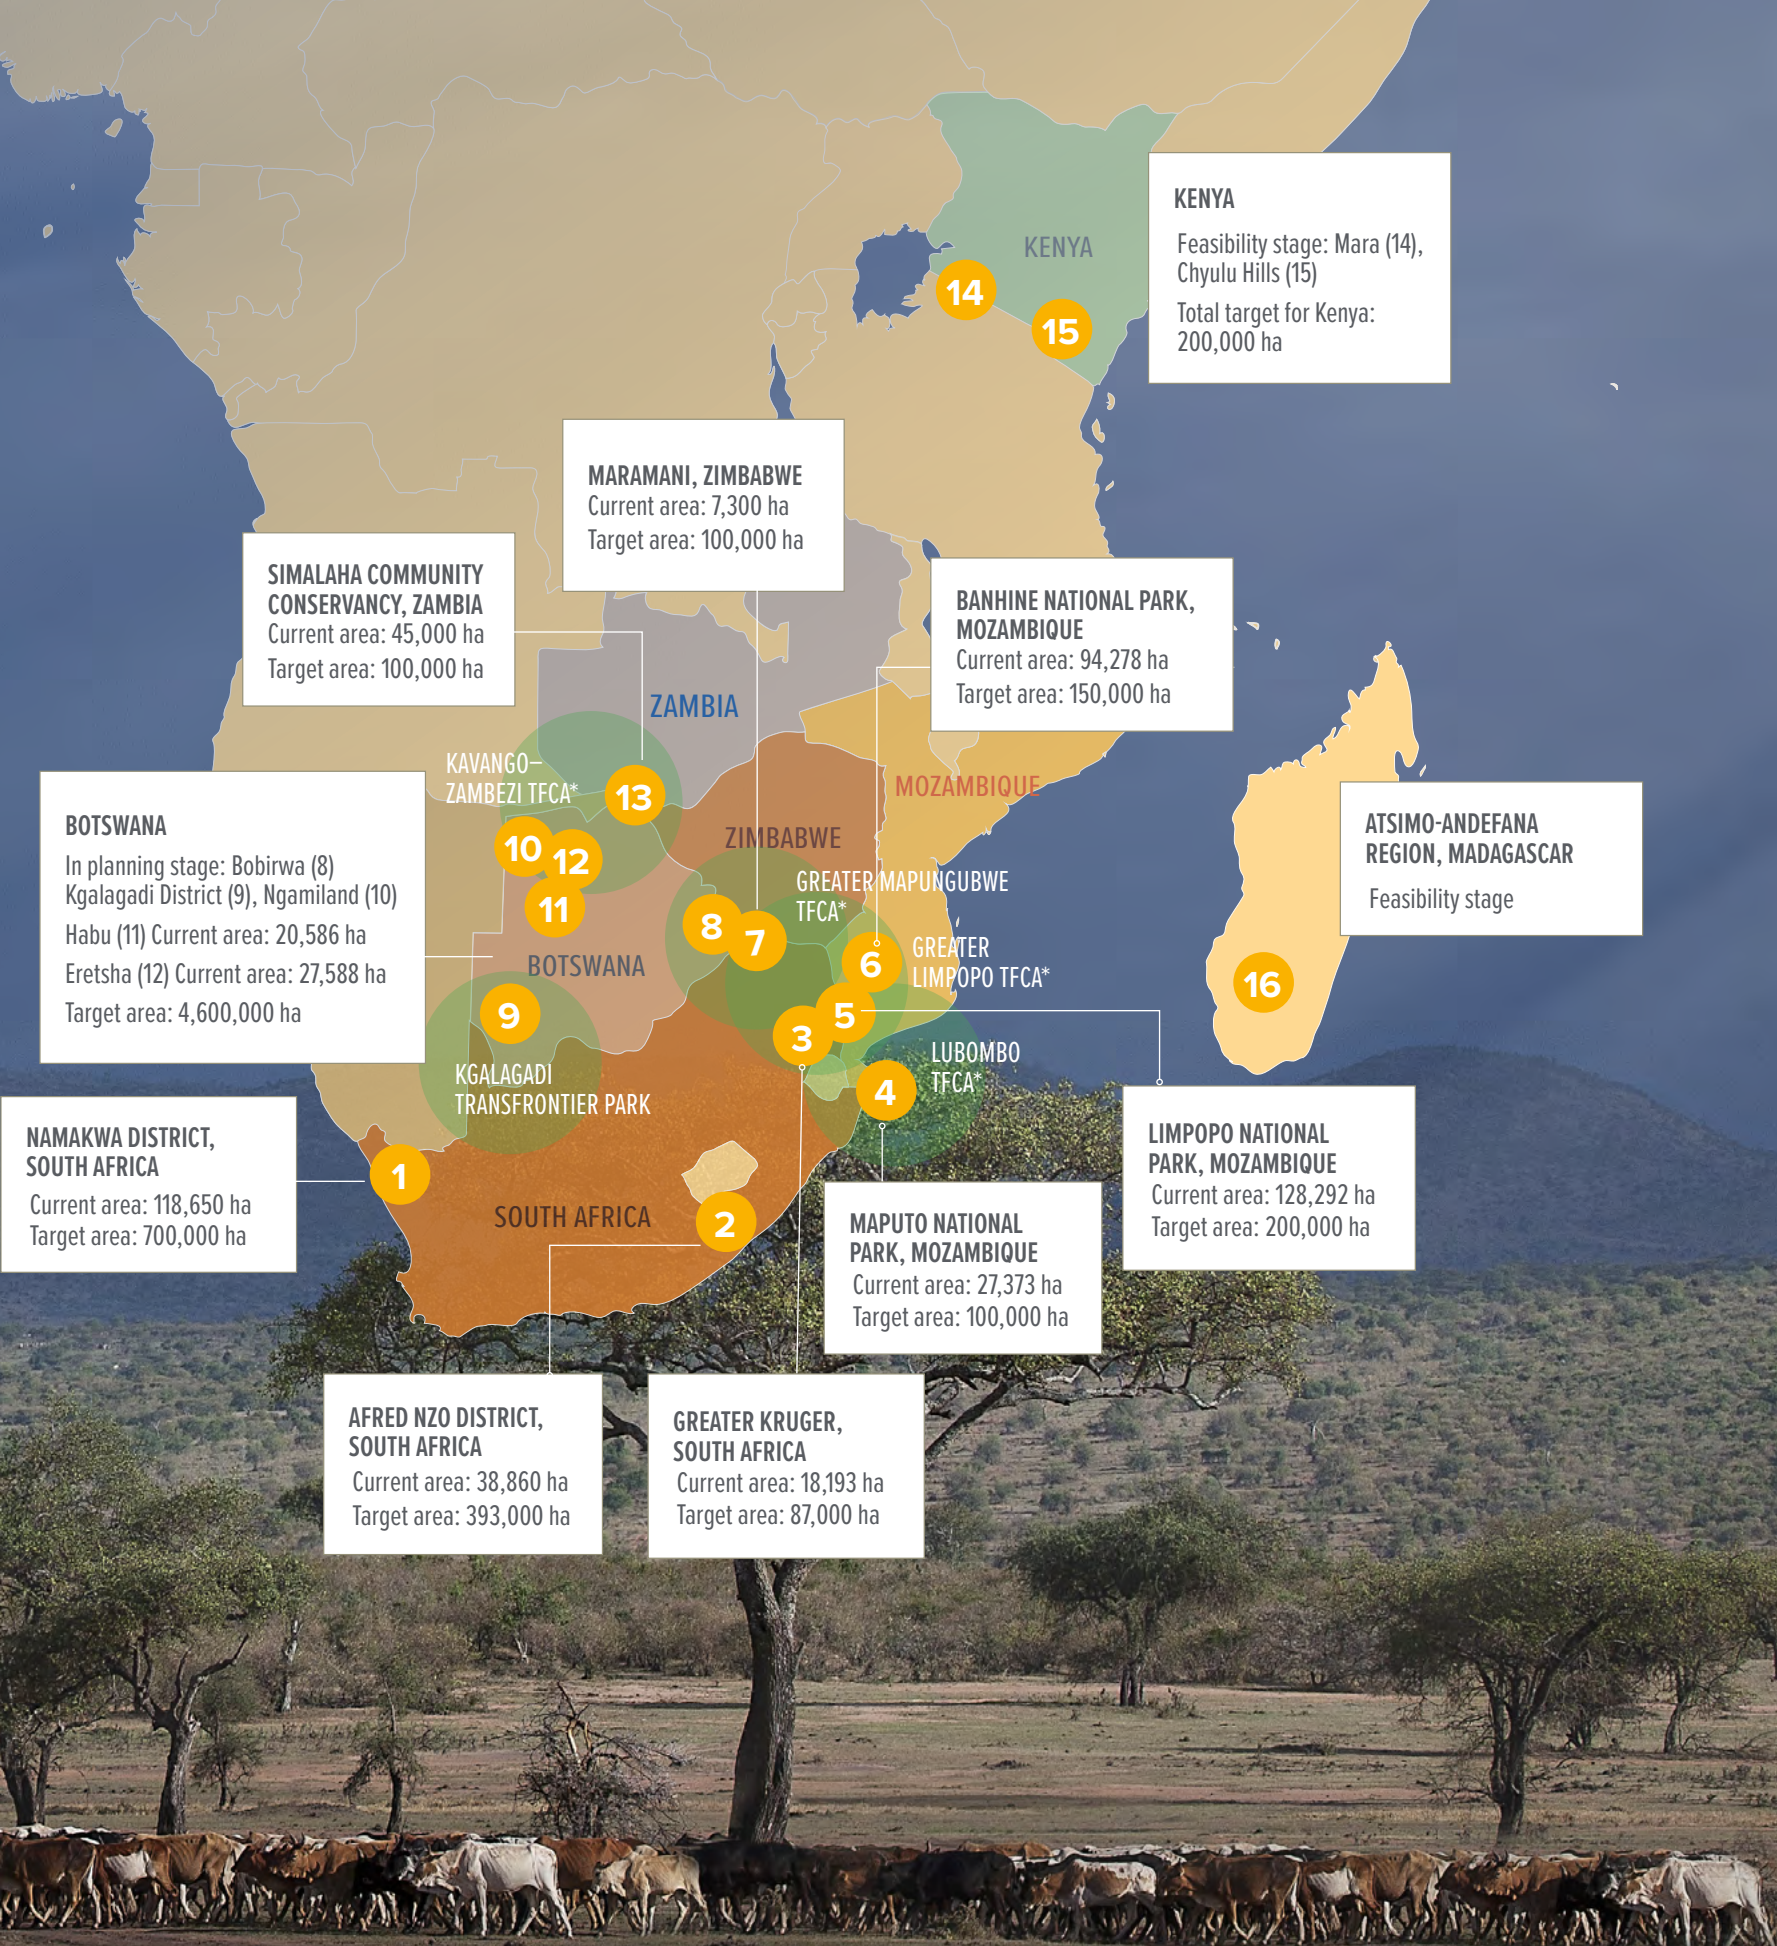 KENYA
Feasibility stage: Mara (14),
Chyulu Hills (15)
Total target for Kenya:
200,000 ha
KENYA
14
15
MARAMANI, ZIMBABWE
Current area: 7,300 ha
Target area: 100,000 ha
SIMALAHA COMMUNITY
CONSERVANCY, ZAMBIA
Current area: 45,000 ha
Target area: 100,000 ha
BANHINE NATIONAL PARK,
MOZAMBIQUE
Current area: 94,278 ha
Target area: 150,000 ha
ZAMBIA
KAVANGO–
ZAMBEZI TFCA*
13
MOZAMBIQUE
BOTSWANA
In planning stage: Bobirwa (8)
Kgalagadi District (9), Ngamiland (10)
Habu (11) Current area: 20,586 ha
Eretsha (12) Current area: 27,588 ha
Target area: 4,600,000 ha
10
12
11
ZIMBABWE
GREATER MAPUNGUBWE
TFCA*
8
7
6
GREATER
LIMPOPO TFCA*
BOTSWANA
9
5
3
KGALAGADI
TRANSFRONTIER PARK
LUBOMBO
TFCA*
4
ATSIMO-ANDEFANA
REGION, MADAGASCAR
Feasibility stage
16
NAMAKWA DISTRICT,
SOUTH AFRICA
Current area: 118,650 ha
Target area: 700,000 ha
1
SOUTH AFRICA
2
LIMPOPO NATIONAL
PARK, MOZAMBIQUE
Current area: 128,292 ha
Target area: 200,000 ha
MAPUTO NATIONAL
PARK, MOZAMBIQUE
Current area: 27,373 ha
Target area: 100,000 ha
AFRED NZO DISTRICT,
SOUTH AFRICA
Current area: 38,860 ha
Target area: 393,000 ha
GREATER KRUGER,
SOUTH AFRICA
Current area: 18,193 ha
Target area: 87,000 ha